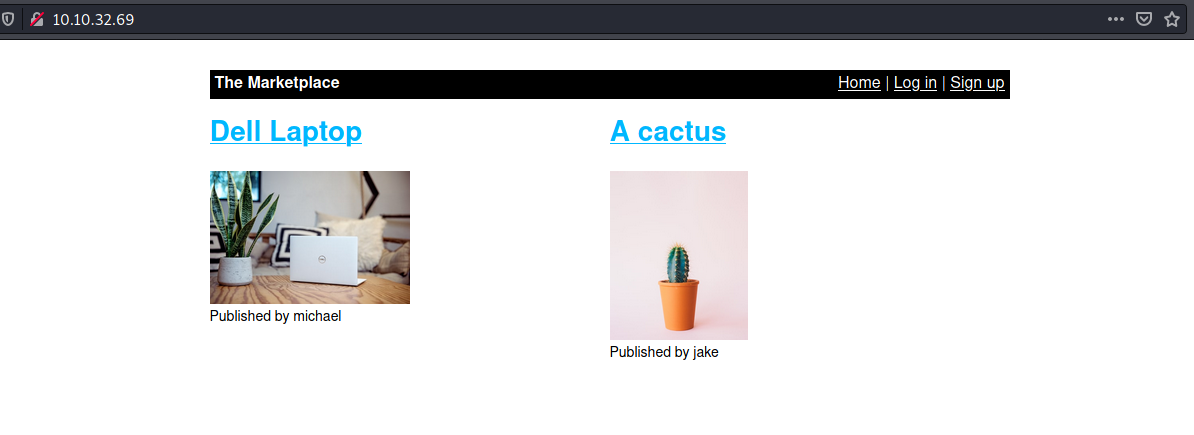 10.10.32.69
The Marketplace Home | Log in | Sign up
Dell Laptop A cactus
Published by michael
Published by jake